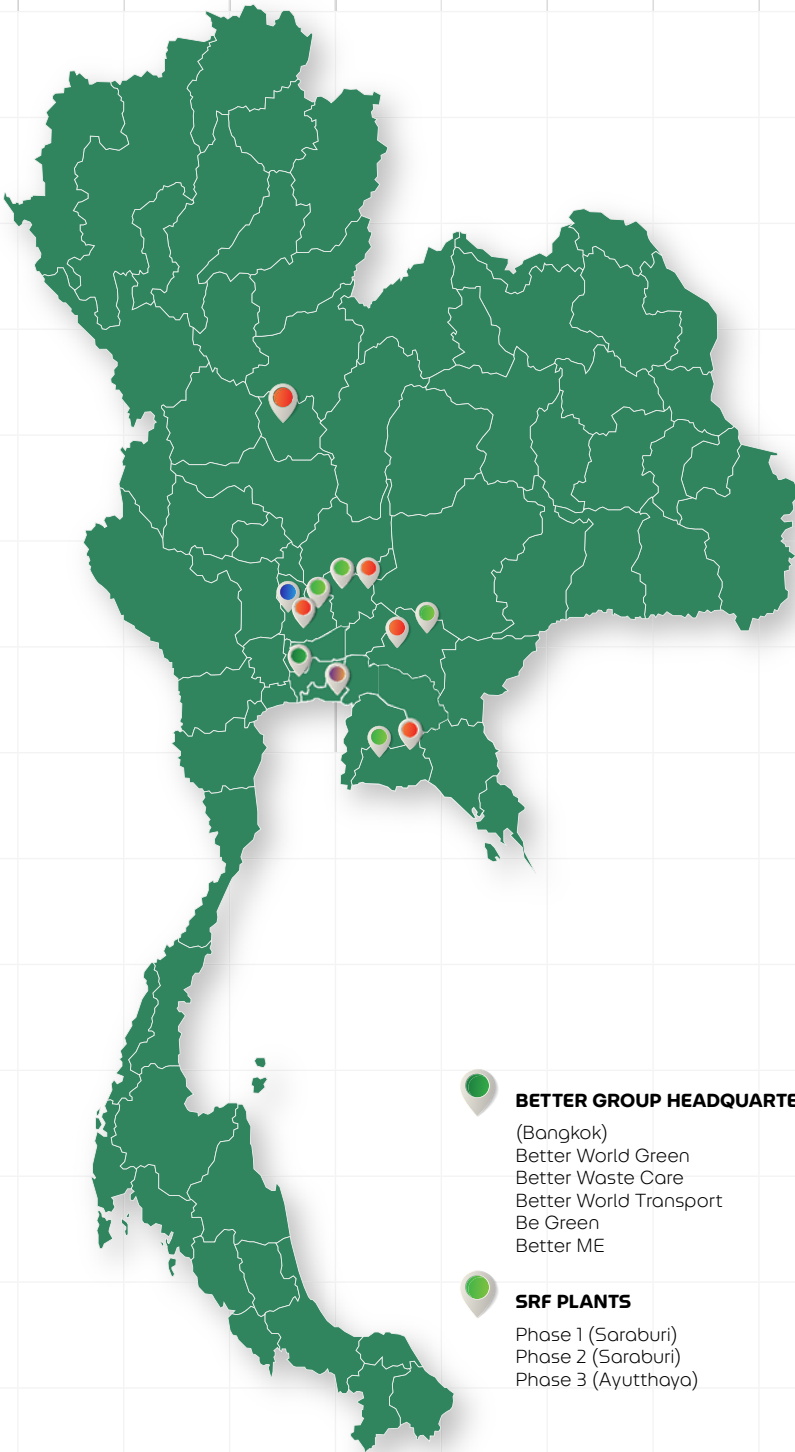 BETTER GROUP HEADQUARTE
(Bangkok)
Better World Green
Better Waste Care
Better World Transport
Be Green
Better ME
SRF PLANTS
Phase 1 (Saraburi)
Phase 2 (Saraburi)
Phase 3 (Ayutthaya)